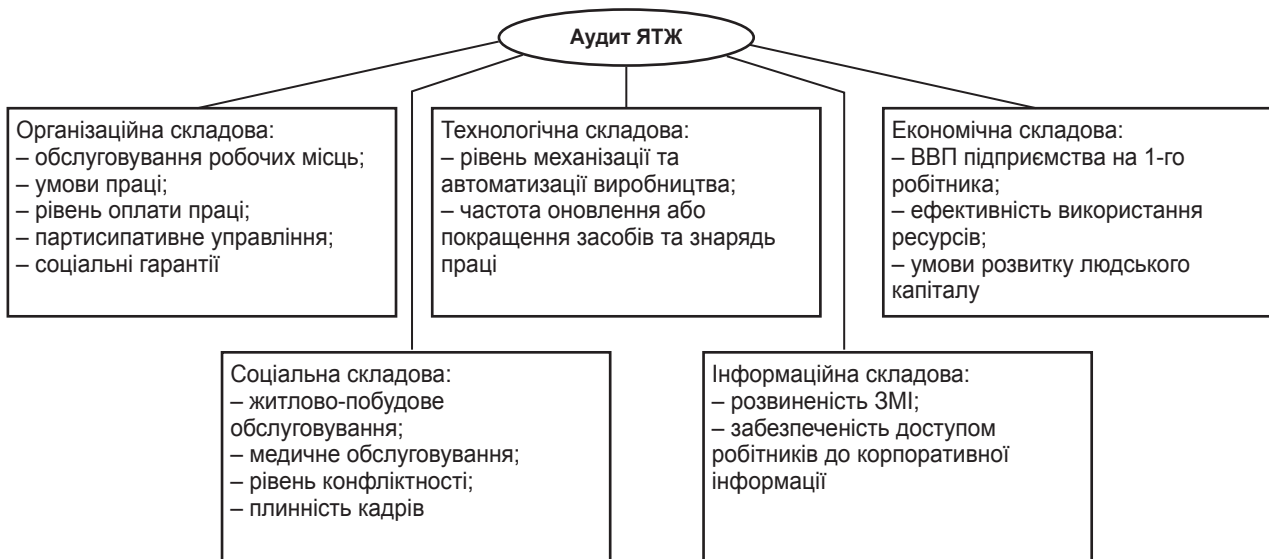 Аудит ЯТЖ
Організаційна складова:
– обслуговування робочих місць;
– умови праці;
– рівень оплати праці;
– партисипативне управління;
– соціальні гарантії
Технологічна складова:
– рівень механізації та
автоматизації виробництва;
– частота оновлення або
покращення засобів та знарядь
праці
Економічна складова:
– ВВП підприємства на 1-го
робітника;
– ефективність використання
ресурсів;
– умови розвитку людського
капіталу
Соціальна складова:
– житлово-побудове
обслуговування;
– медичне обслуговування;
– рівень конфліктності;
– плинність кадрів
Інформаційна складова:
– розвиненість ЗМІ;
– забезпеченість доступом
робітників до корпоративної
інформації